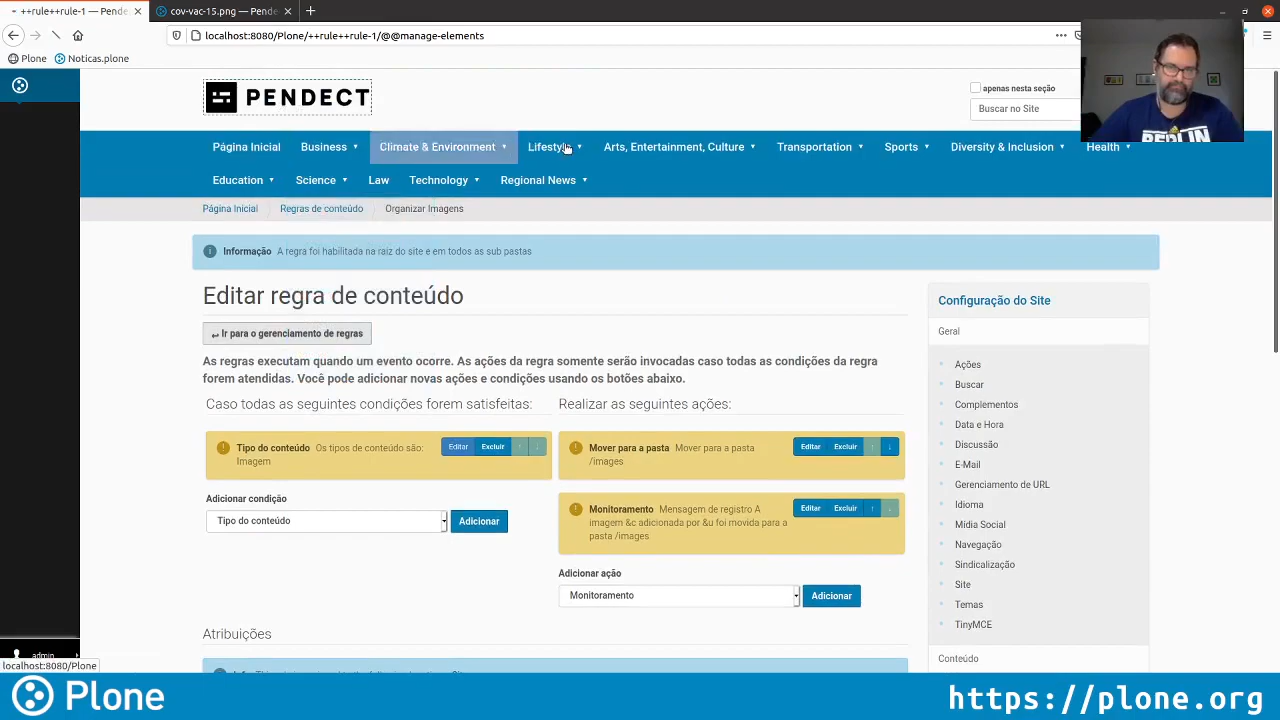 ++rule++rule-1 / — Pende
cov-vac-15.png — Pendect
localhost:8080/Plone/++rule++rule-1/@@manage-elements
Plone
Noticas.plone
PENDECT
apenas nesta seção
Buscar no Site
Página Inicial
Business
Climate & Environment
Lifestyle
Arts, Entertainment, Culture
Transportation
Sports
Diversity & Inclusion
Health
Education
Science
Law
Technology
Regional News
Página Inicial
Regras de conteúdo
Organizar Imagens
Informação A regra foi habilitada na raiz do site e em todos as sub pastas
Editar regra de conteúdo
Ir para o gerenciamento de regras
As regras executam quando um evento ocorre. As ações da regra somente serão invocadas caso todas as condições da regra
forem atendidas. Você pode adicionar novas ações e condições usando os botões abaixo.
Caso todas as seguintes condições forem satisfeitas:
Tipo do conteúdo Os tipos de conteúdo são:
Imagem
Editar
Excluir
↑
↓
Adicionar condição
Tipo do conteúdo
Adicionar
Realizar as seguintes ações:
Mover para a pasta Mover para a pasta
/images
Editar
Excluir
↑
↓
Monitoramento Mensagem de registro A
imagem &c adicionada por &u foi movida para a
pasta /images
Editar
Excluir
↑
↓
Adicionar ação
Monitoramento
Adicionar
Atribuições
Configuração do Site
Geral
Ações
Buscar
Complementos
Data e Hora
Discussão
E-Mail
Gerenciamento de URL
Idioma
Mídia Social
Navegação
Sindicalização
Site
Temas
TinyMCE
Conteúdo
admin
localhost:8080/Plone
BERLIN
Plone
https://plone.org